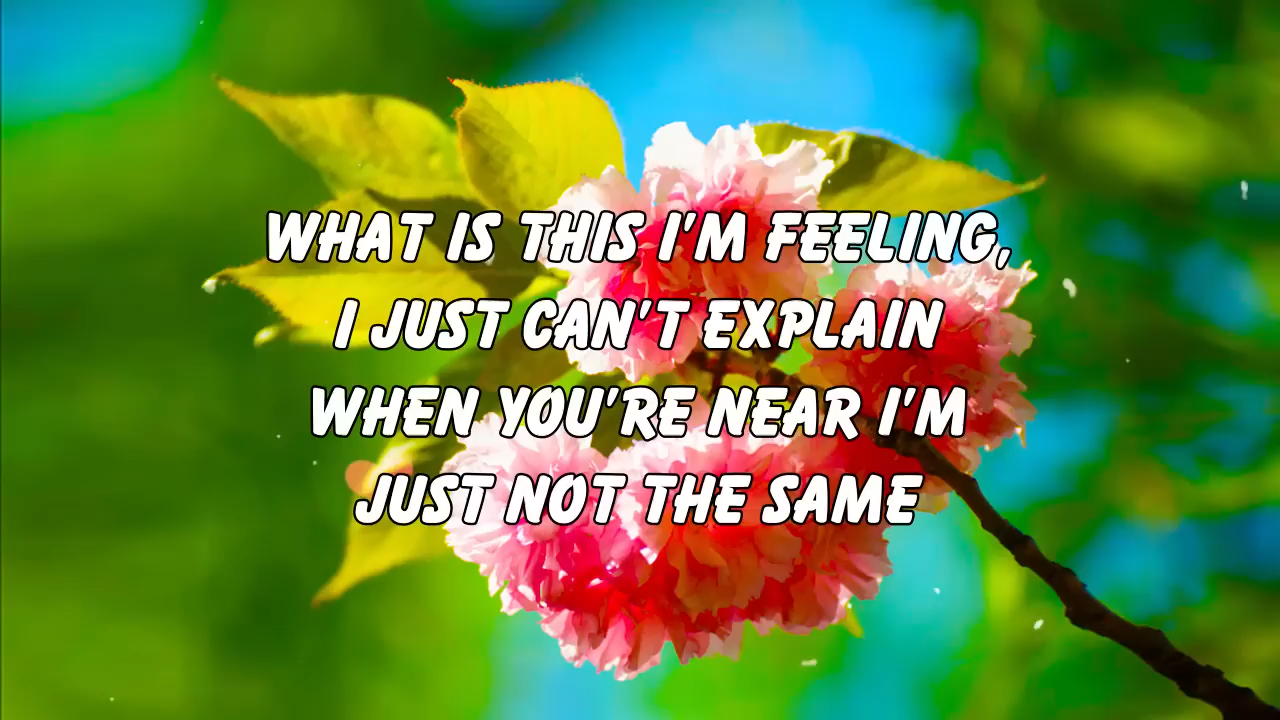 WHAT IS THIS I'M FEELING,
I JUST CAN'T EXPLAIN
WHEN YOU'RE NEAR I'M
JUST NOT THE SAME